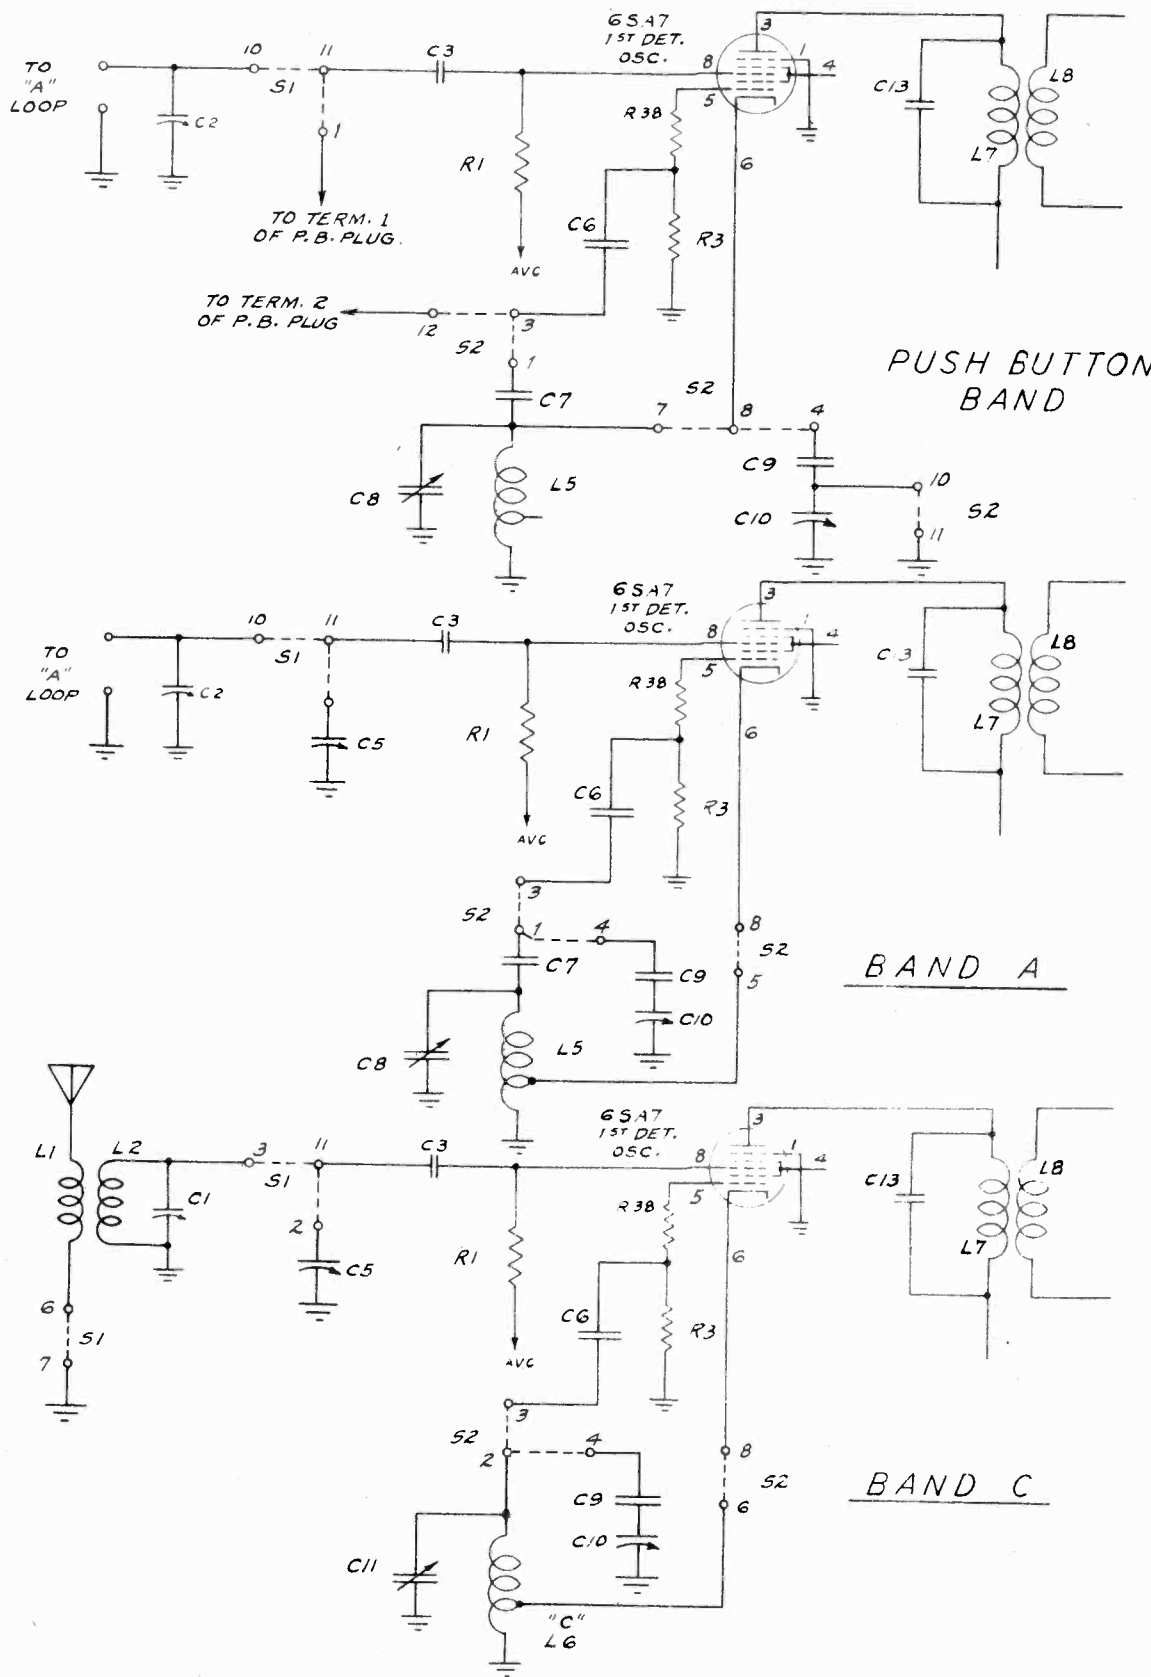 6SA7
1ST DET.
OSC.
3
1
4
8
5
6
10
11
C3
TO
"A"
LOOP
S1
C2
1
R38
C13
L7
L8
R1
TO TERM. 1
OF P.B. PLUG.
C6
R3
AVC
TO TERM. 2
OF P.B. PLUG
12
3
S2
1
C7
S2
7
8
4
PUSH BUTTON
BAND
C8
L5
C9
10
C10
S2
11
6SA7
1ST DET.
OSC.
3
1
4
8
5
6
10
11
C3
TO
"A"
LOOP
S1
C2
R38
C13
L7
L8
C5
R1
C6
R3
AVC
3
S2
1
4
8
S2
5
C7
C9
BAND A
C10
C8
L5
6SA7
1ST DET.
OSC.
3
1
4
8
5
6
L1
L2
3
11
C3
S1
C1
2
R38
C13
L7
L8
C5
R1
6
S1
7
C6
R3
AVC
3
S2
2
4
8
S2
6
C9
BAND C
C10
C11
"C"
L6